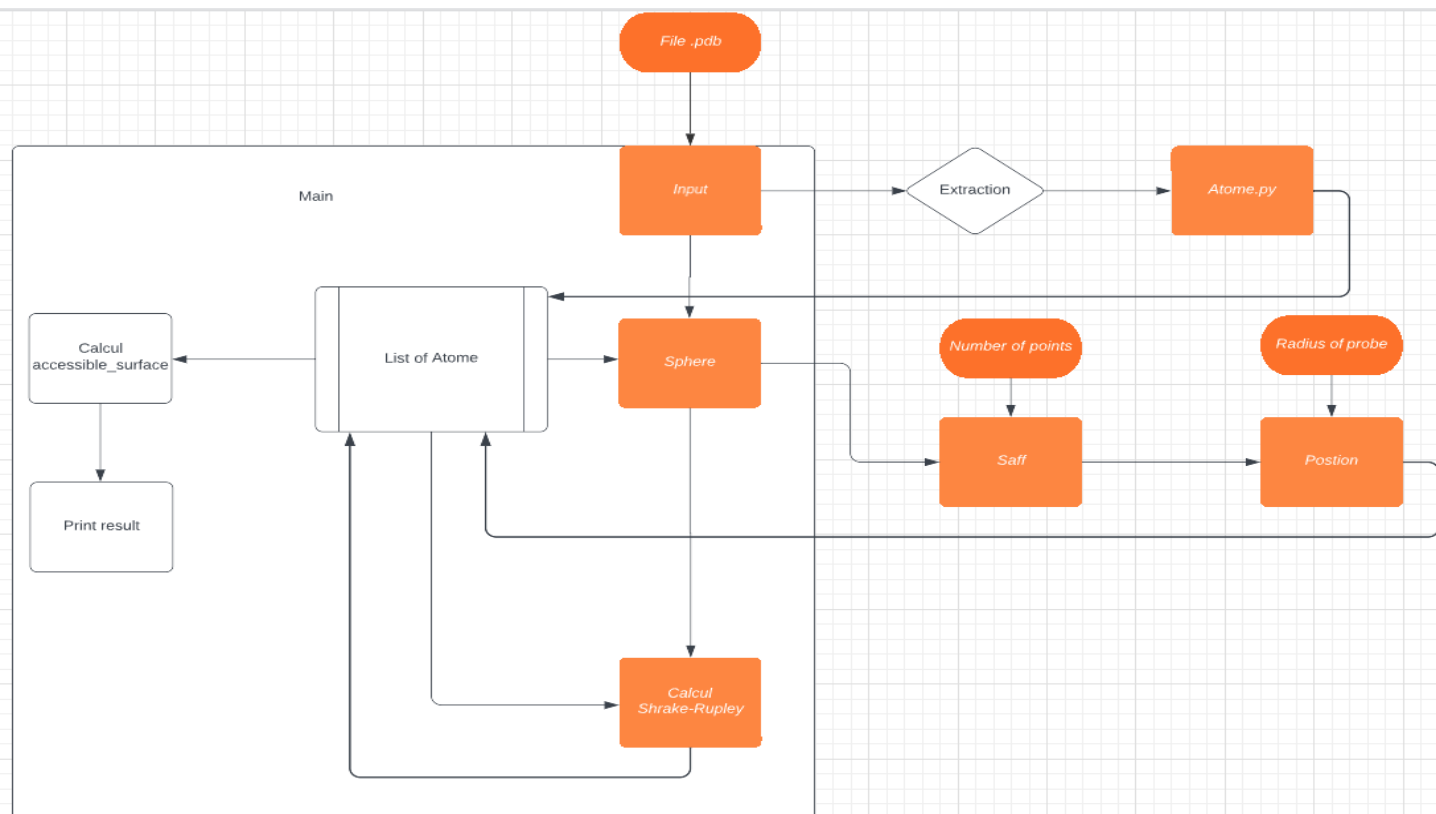 File .pdb
Main
Input
Extraction
Atome.py
Calcul
accessible_surface
List of Atome
Sphere
Number of points
Radius of probe
Saff
Postion
Print result
Calcul
Shrake-Rupley